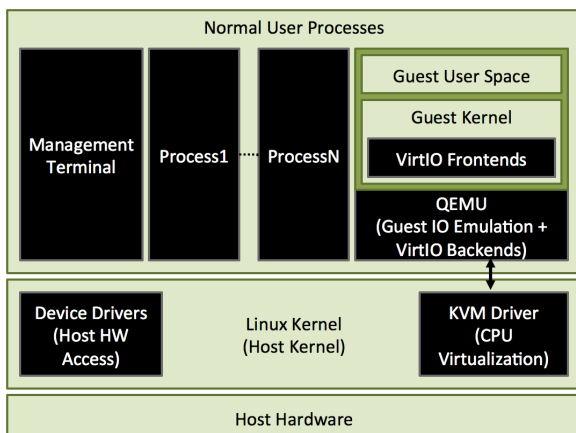 Normal User Processes
Management
Terminal
Process1
ProcessN
Guest User Space
Guest Kernel
VirtIO Frontends
QEMU
(Guest IO Emulation +
VirtIO Backends)
Device Drivers
(Host HW
Access)
Linux Kernel
(Host Kernel)
KVM Driver
(CPU
Virtualization)
Host Hardware